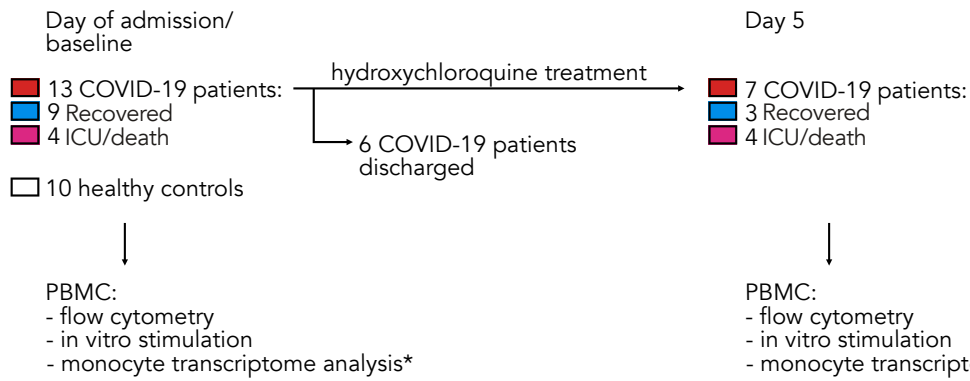 Day of admission/
baseline
13 COVID-19 patients:
9 Recovered
4 ICU/death
10 healthy controls
hydroxychloroquine treatment
6 COVID-19 patients
discharged
Day 5
7 COVID-19 patients:
3 Recovered
4 ICU/death
PBMC:
- flow cytometry
- in vitro stimulation
- monocyte transcriptome analysis*
PBMC:
- flow cytometry
- in vitro stimulation
- monocyte transcript